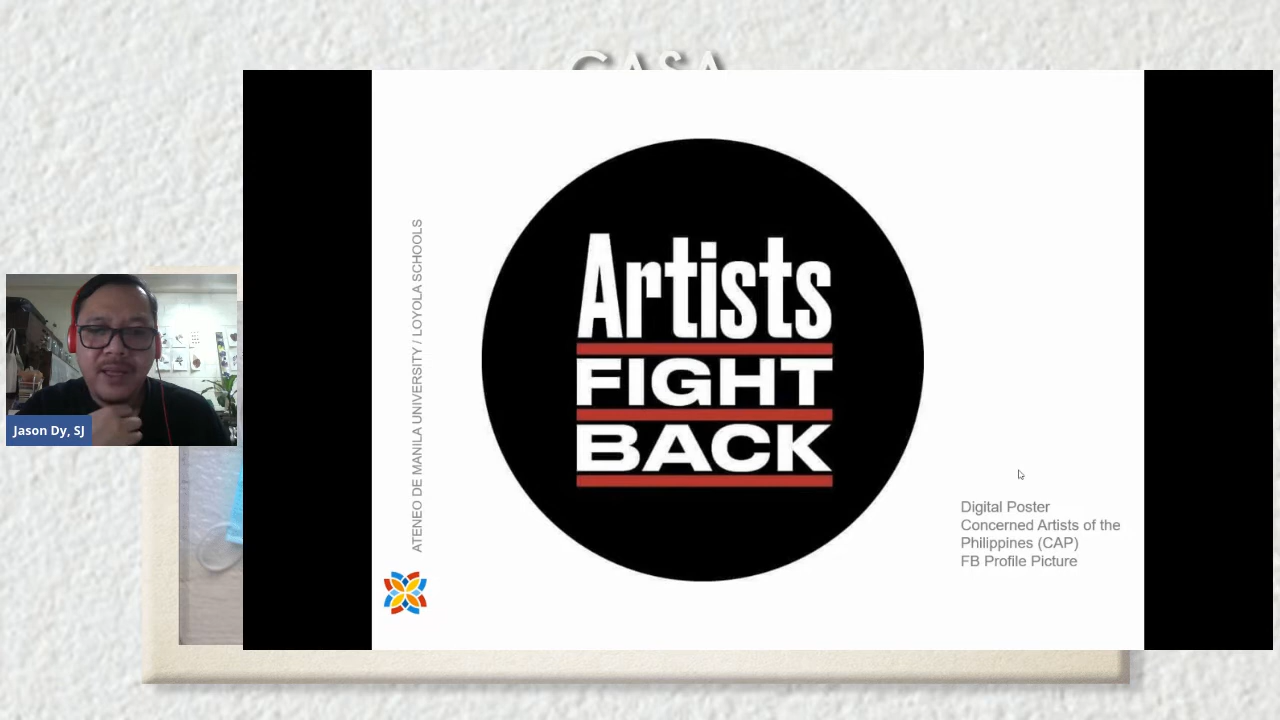 CASA
ATENEO DE MANILA UNIVERSITY / LOYOLA SCHOOLS
Artists
FIGHT
BACK
Jason Dy, SJ
Digital Poster
Concerned Artists of the
Philippines (CAP)
FB Profile Picture